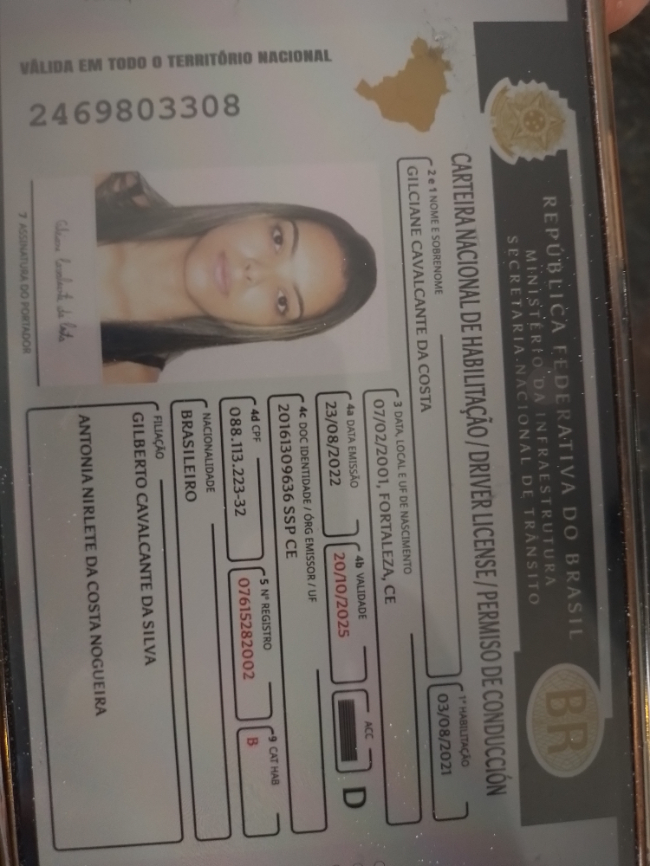 REPÚBLICA FEDERATIVA DO BRASIL
MINISTÉRIO DA INFRAESTRUTURA
SECRETARIA NACIONAL DE TRÂNSITO
BR
CARTEIRA NACIONAL DE HABILITAÇÃO / DRIVER LICENSE / PERMISO DE CONDUCCIÓN
2 e 1 NOME E SOBRENOME
GILCIANE CAVALCANTE DA COSTA
1ª HABILITAÇÃO
03/08/2021
3 DATA, LOCAL E UF DE NASCIMENTO
07/02/2001, FORTALEZA, CE
4a DATA EMISSÃO
23/08/2022
4b VALIDADE
20/10/2025
ACC
D
4c DOC IDENTIDADE / ÓRG EMISSOR / UF
20161309636 SSP CE
4d CPF
088.113.223-32
5 Nº REGISTRO
07615282002
9 CAT HAB
B
NACIONALIDADE
BRASILEIRO
FILIAÇÃO
GILBERTO CAVALCANTE DA SILVA
ANTONIA NIRLETE DA COSTA NOGUEIRA
VÁLIDA EM TODO O TERRITÓRIO NACIONAL
2469803308
Gilciane Cavalcante da Costa
7 ASSINATURA DO PORTADOR